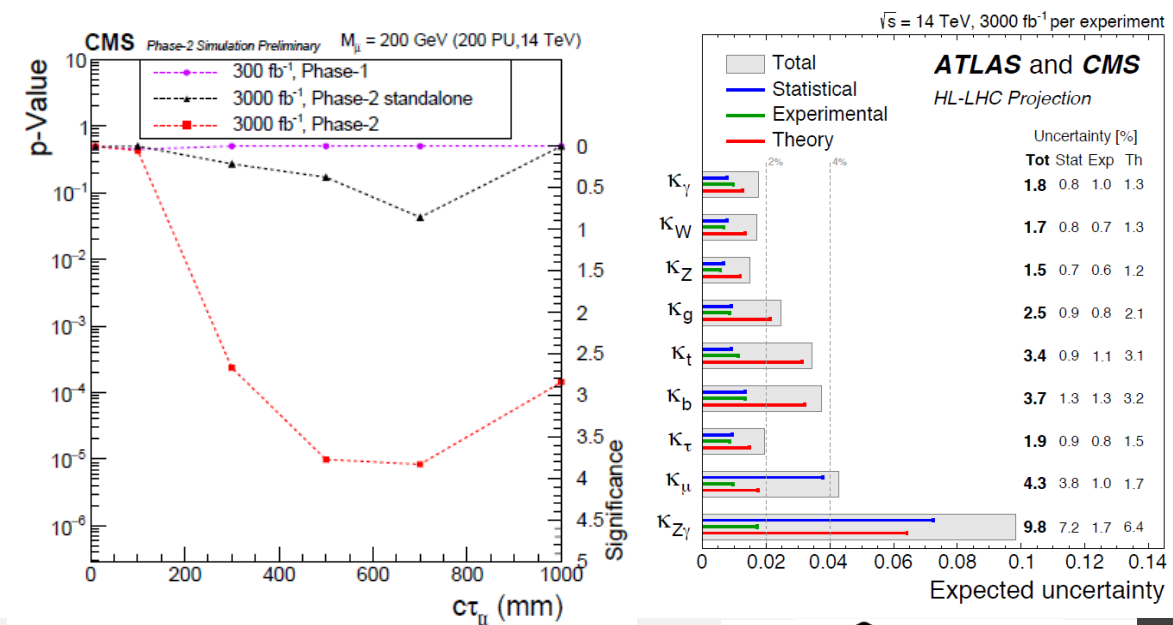 CMS Phase-2 Simulation Preliminary M_μ̃ = 200 GeV (200 PU,14 TeV)
p-Value
300 fb⁻¹, Phase-1
3000 fb⁻¹, Phase-2 standalone
3000 fb⁻¹, Phase-2
10
1
10⁻¹
10⁻²
10⁻³
10⁻⁴
10⁻⁵
10⁻⁶
0
0.5
1
1.5
2
2.5
3
3.5
4
4.5
5
Significance
0 200 400 600 800 1000
cτ_μ̃ (mm)
√s = 14 TeV, 3000 fb⁻¹ per experiment
Total
Statistical
Experimental
Theory
ATLAS and CMS
HL-LHC Projection
Uncertainty [%]
2% 4% Tot Stat Exp Th
κ_γ 1.8 0.8 1.0 1.3
κ_W 1.7 0.8 0.7 1.3
κ_Z 1.5 0.7 0.6 1.2
κ_g 2.5 0.9 0.8 2.1
κ_t 3.4 0.9 1.1 3.1
κ_b 3.7 1.3 1.3 3.2
κ_τ 1.9 0.9 0.8 1.5
κ_μ 4.3 3.8 1.0 1.7
κ_Zγ 9.8 7.2 1.7 6.4
0 0.02 0.04 0.06 0.08 0.1 0.12 0.14
Expected uncertainty